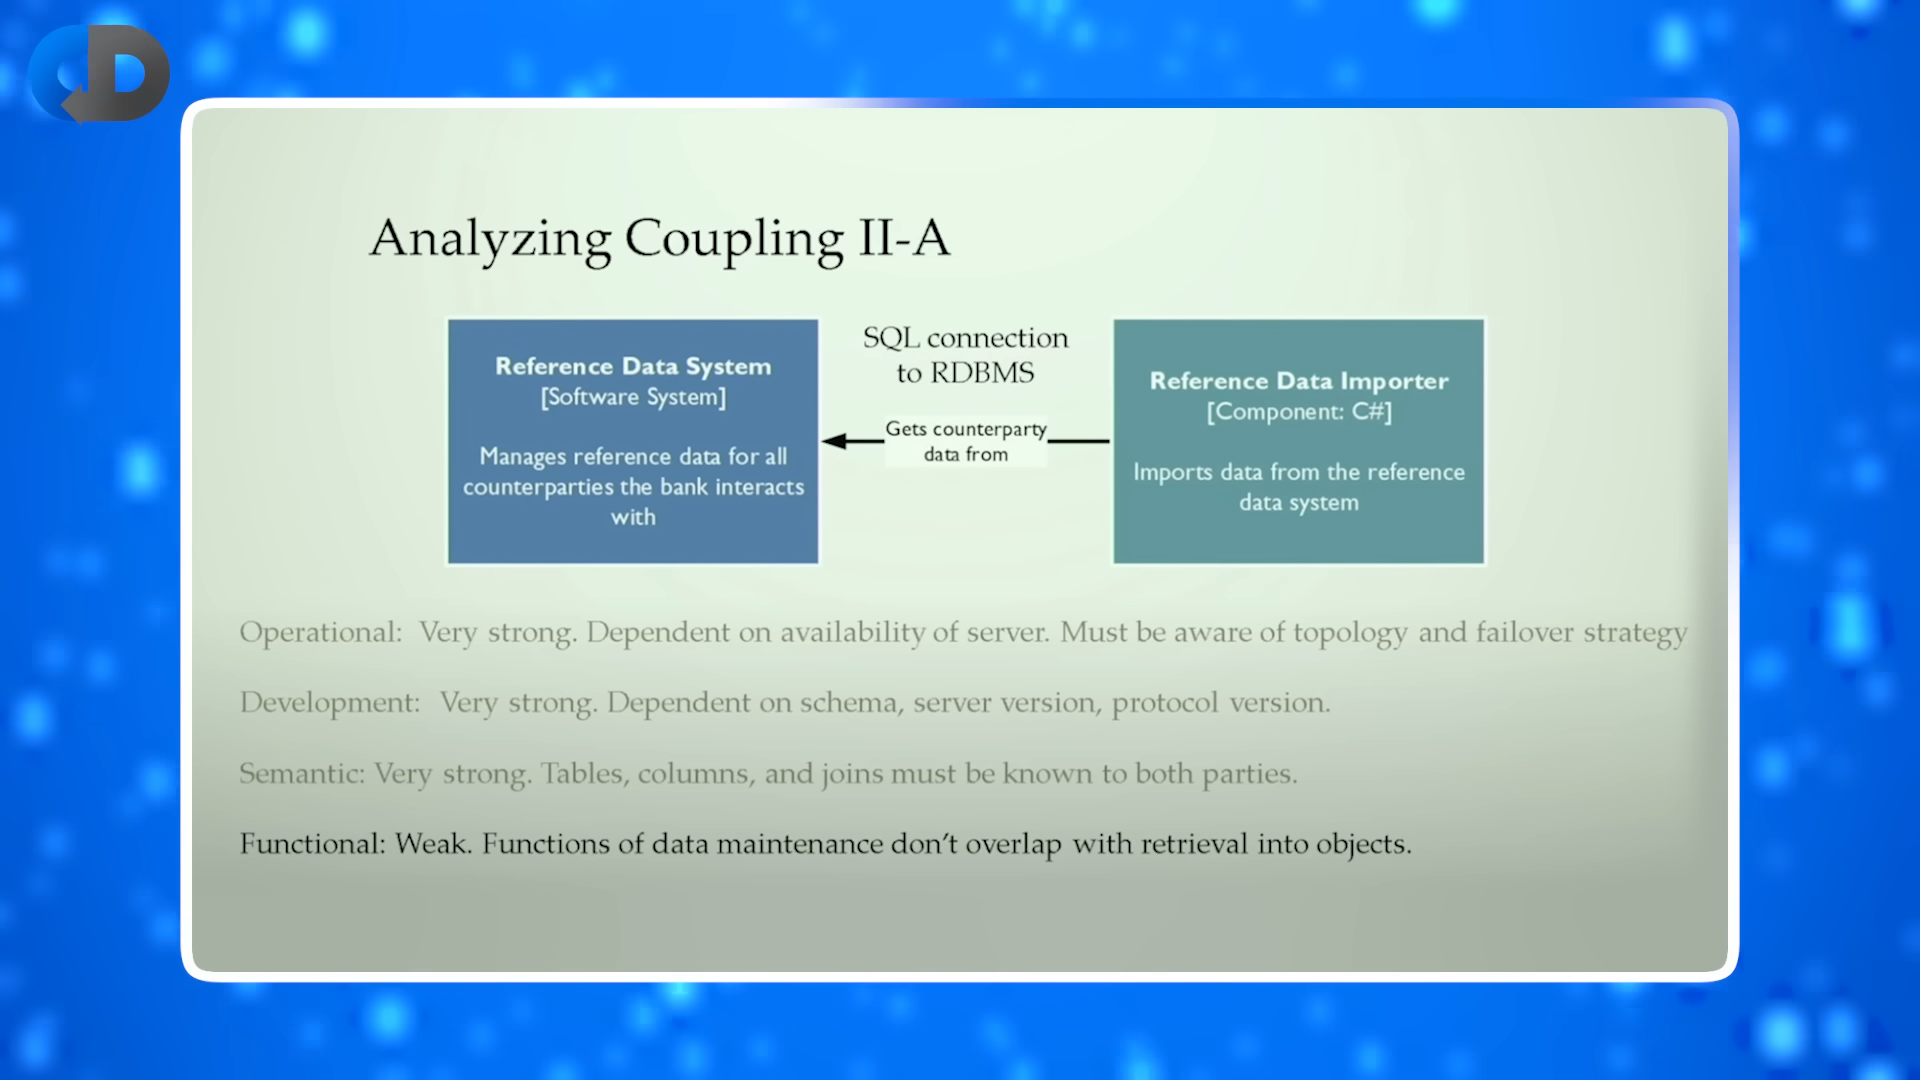 Analyzing Coupling II-A
Reference Data System
[Software System]
Manages reference data for all
counterparties the bank interacts
with
SQL connection
to RDBMS
Gets counterparty
data from
Reference Data Importer
[Component: C#]
Imports data from the reference
data system
Operational: Very strong. Dependent on availability of server. Must be aware of topology and failover strategy
Development: Very strong. Dependent on schema, server version, protocol version.
Semantic: Very strong. Tables, columns, and joins must be known to both parties.
Functional: Weak. Functions of data maintenance don't overlap with retrieval into objects.